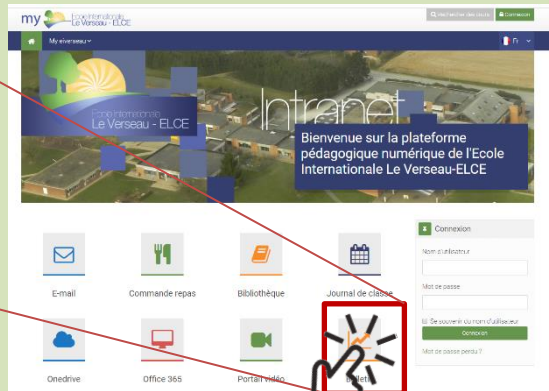 my Ecole Internationale
Le Verseau - ELCE
Rechercher des cours
Connexion
My eiverseau
Fr
Ecole Internationale
Le Verseau - ELCE
Intranet
Bienvenue sur la plateforme
pédagogique numérique de l'Ecole
Internationale Le Verseau-ELCE
E-mail
Commande repas
Bibliothèque
Journal de classe
Onedrive
Office 365
Portail vidéo
Connexion
Nom d'utilisateur
Mot de passe
Se souvenir du nom d'utilisateur
Connexion
Mot de passe perdu ?